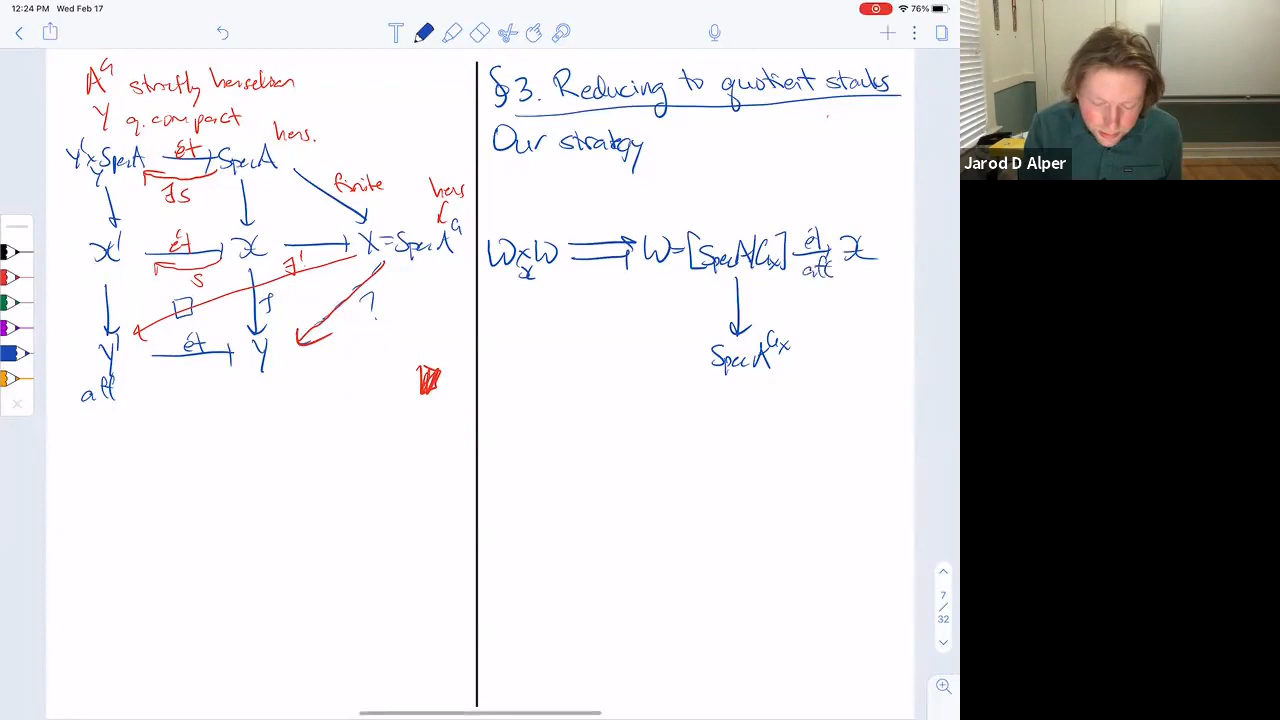 12:24 PM Wed Feb 17
76%
A^G strictly henselian
Y q. compact
Y' ×_Y Spec A ét Spec A hens.
∃s
finite
hens
X' ét X X = Spec A^G
s
∃!
f
?
Y' ét Y
aff
§3. Reducing to quotient stacks
Our strategy
W ×_X W W = [Spec A/G_x] ét, aff X
Spec A^{G_x}
Jarod D Alper
7
/
32